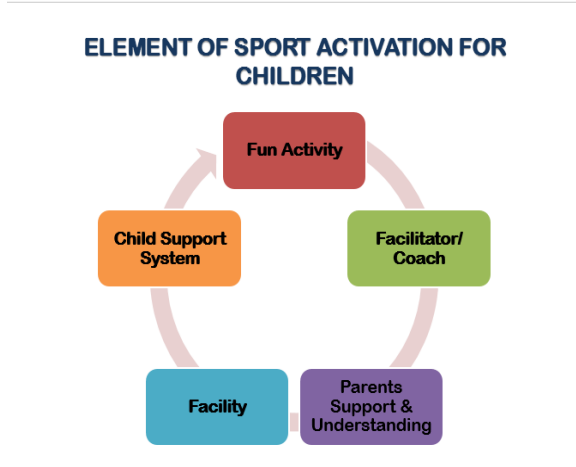 ELEMENT OF SPORT ACTIVATION FOR
CHILDREN
Fun Activity
Facilitator/
Coach
Parents
Support &
Understanding
Facility
Child Support
System